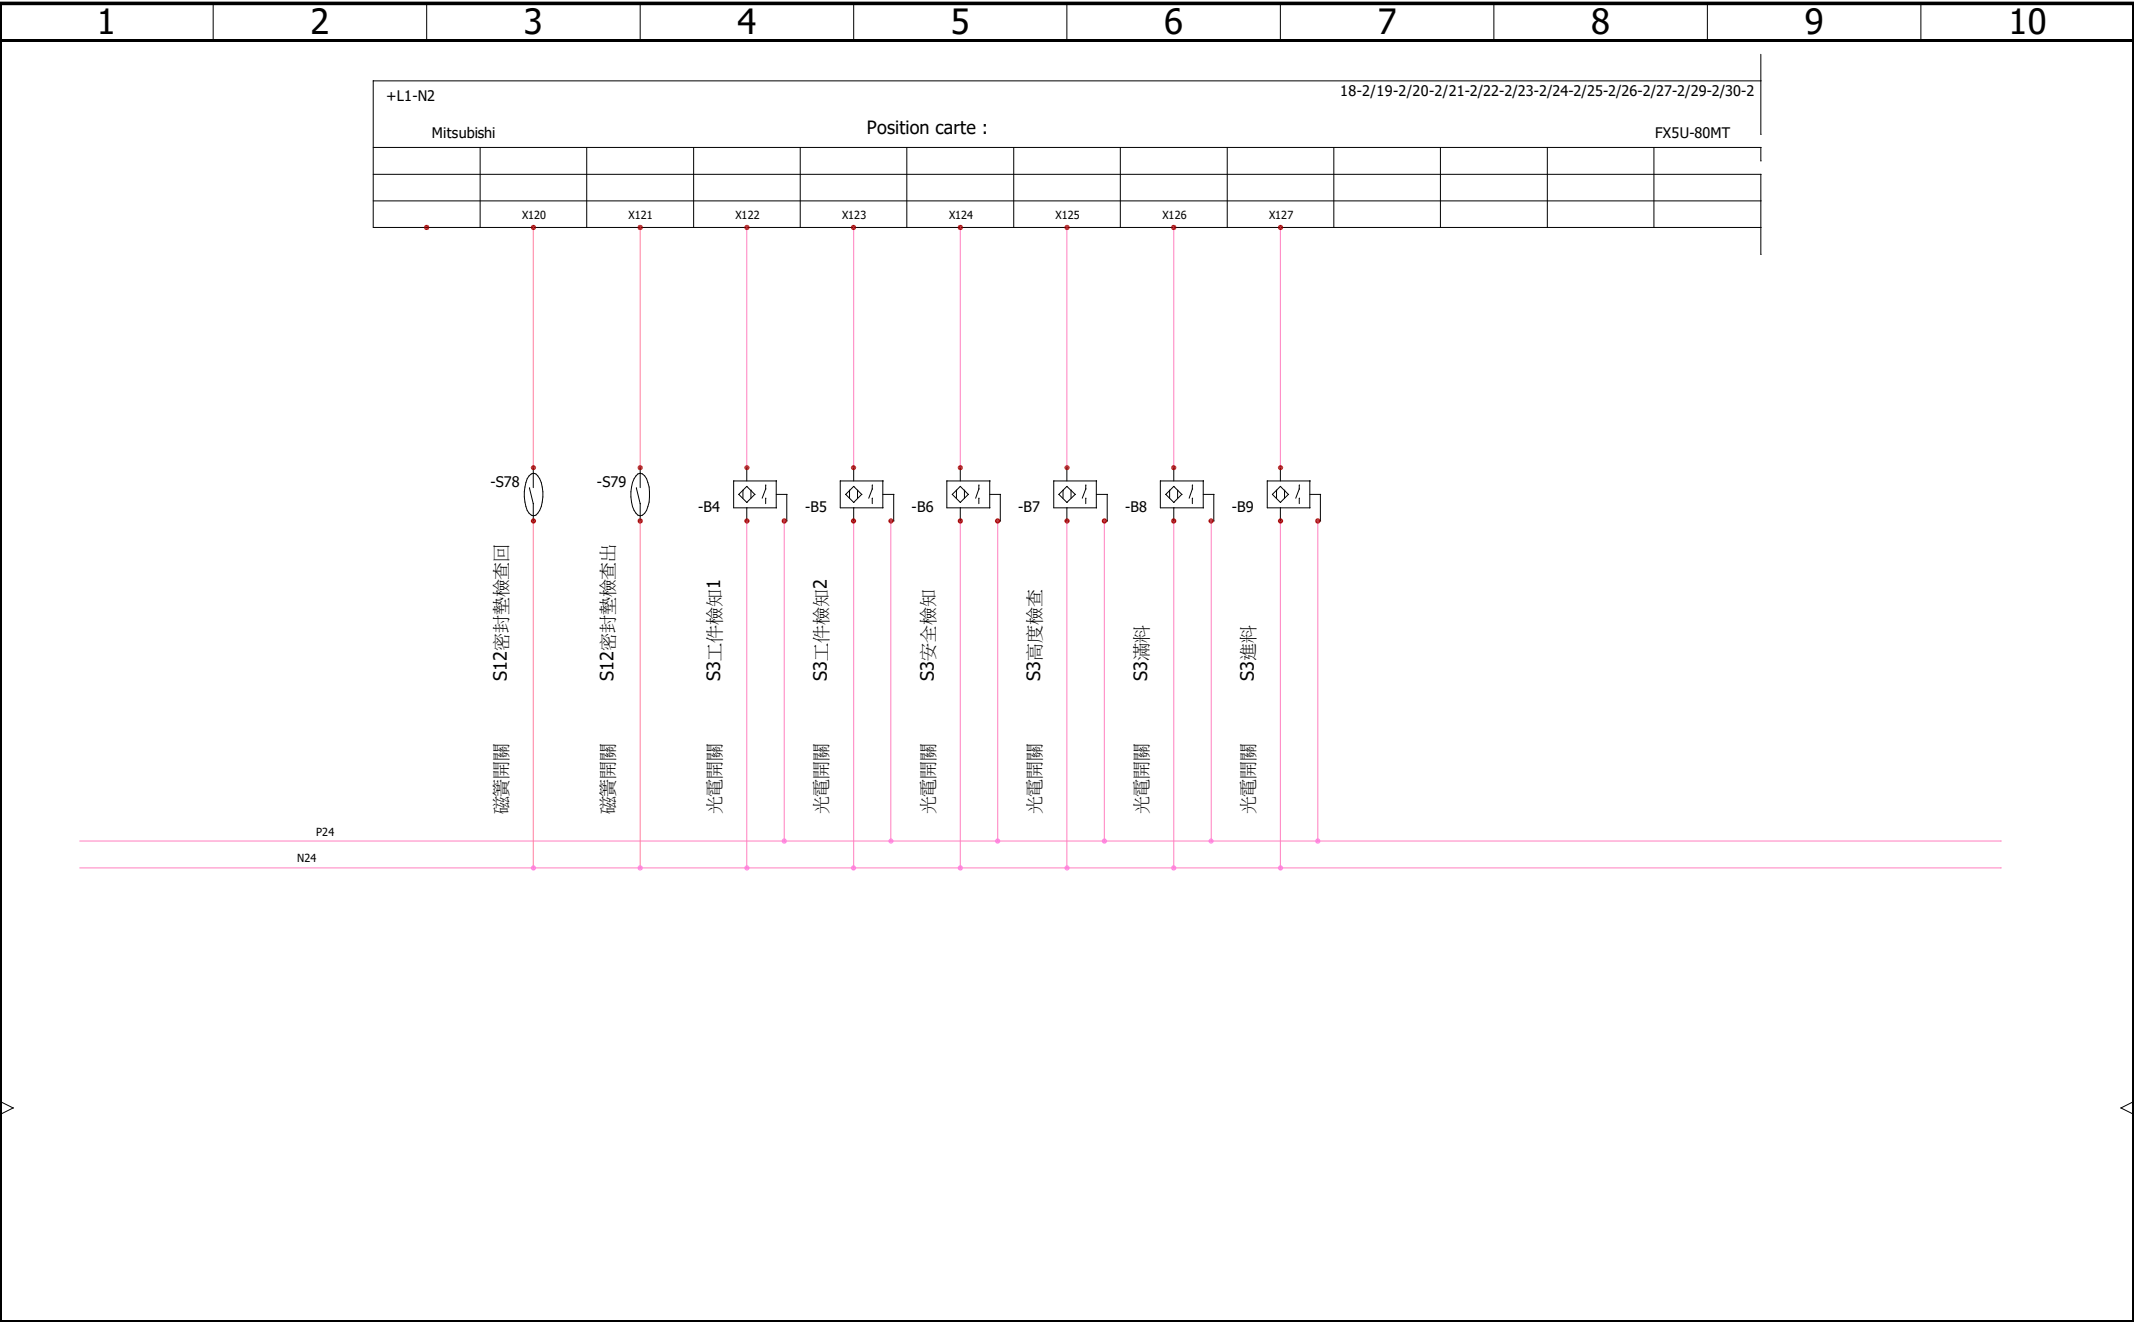 1 2 3 4 5 6 7 8 9 10
+L1-N2 18-2/19-2/20-2/21-2/22-2/23-2/24-2/25-2/26-2/27-2/29-2/30-2
Mitsubishi Position carte : FX5U-80MT
X120 X121 X122 X123 X124 X125 X126 X127
-S78 -S79 -B4 -B5 -B6 -B7 -B8 -B9
磁簧開關 S12密封墊檢查回
磁簧開關 S12密封墊檢查出
光電開關 S3工件檢知1
光電開關 S3工件檢知2
光電開關 S3安全檢知
光電開關 S3高度檢查
光電開關 S3滿料
光電開關 S3進料
P24
N24